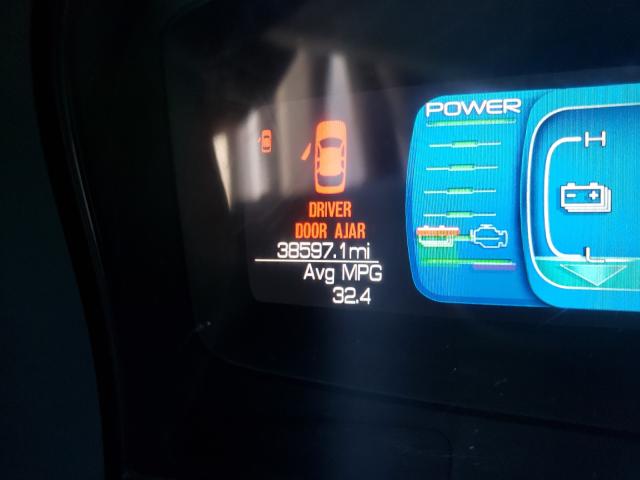 POWER
H
DRIVER
DOOR AJAR
38597.1mi
Avg MPG
32.4
L